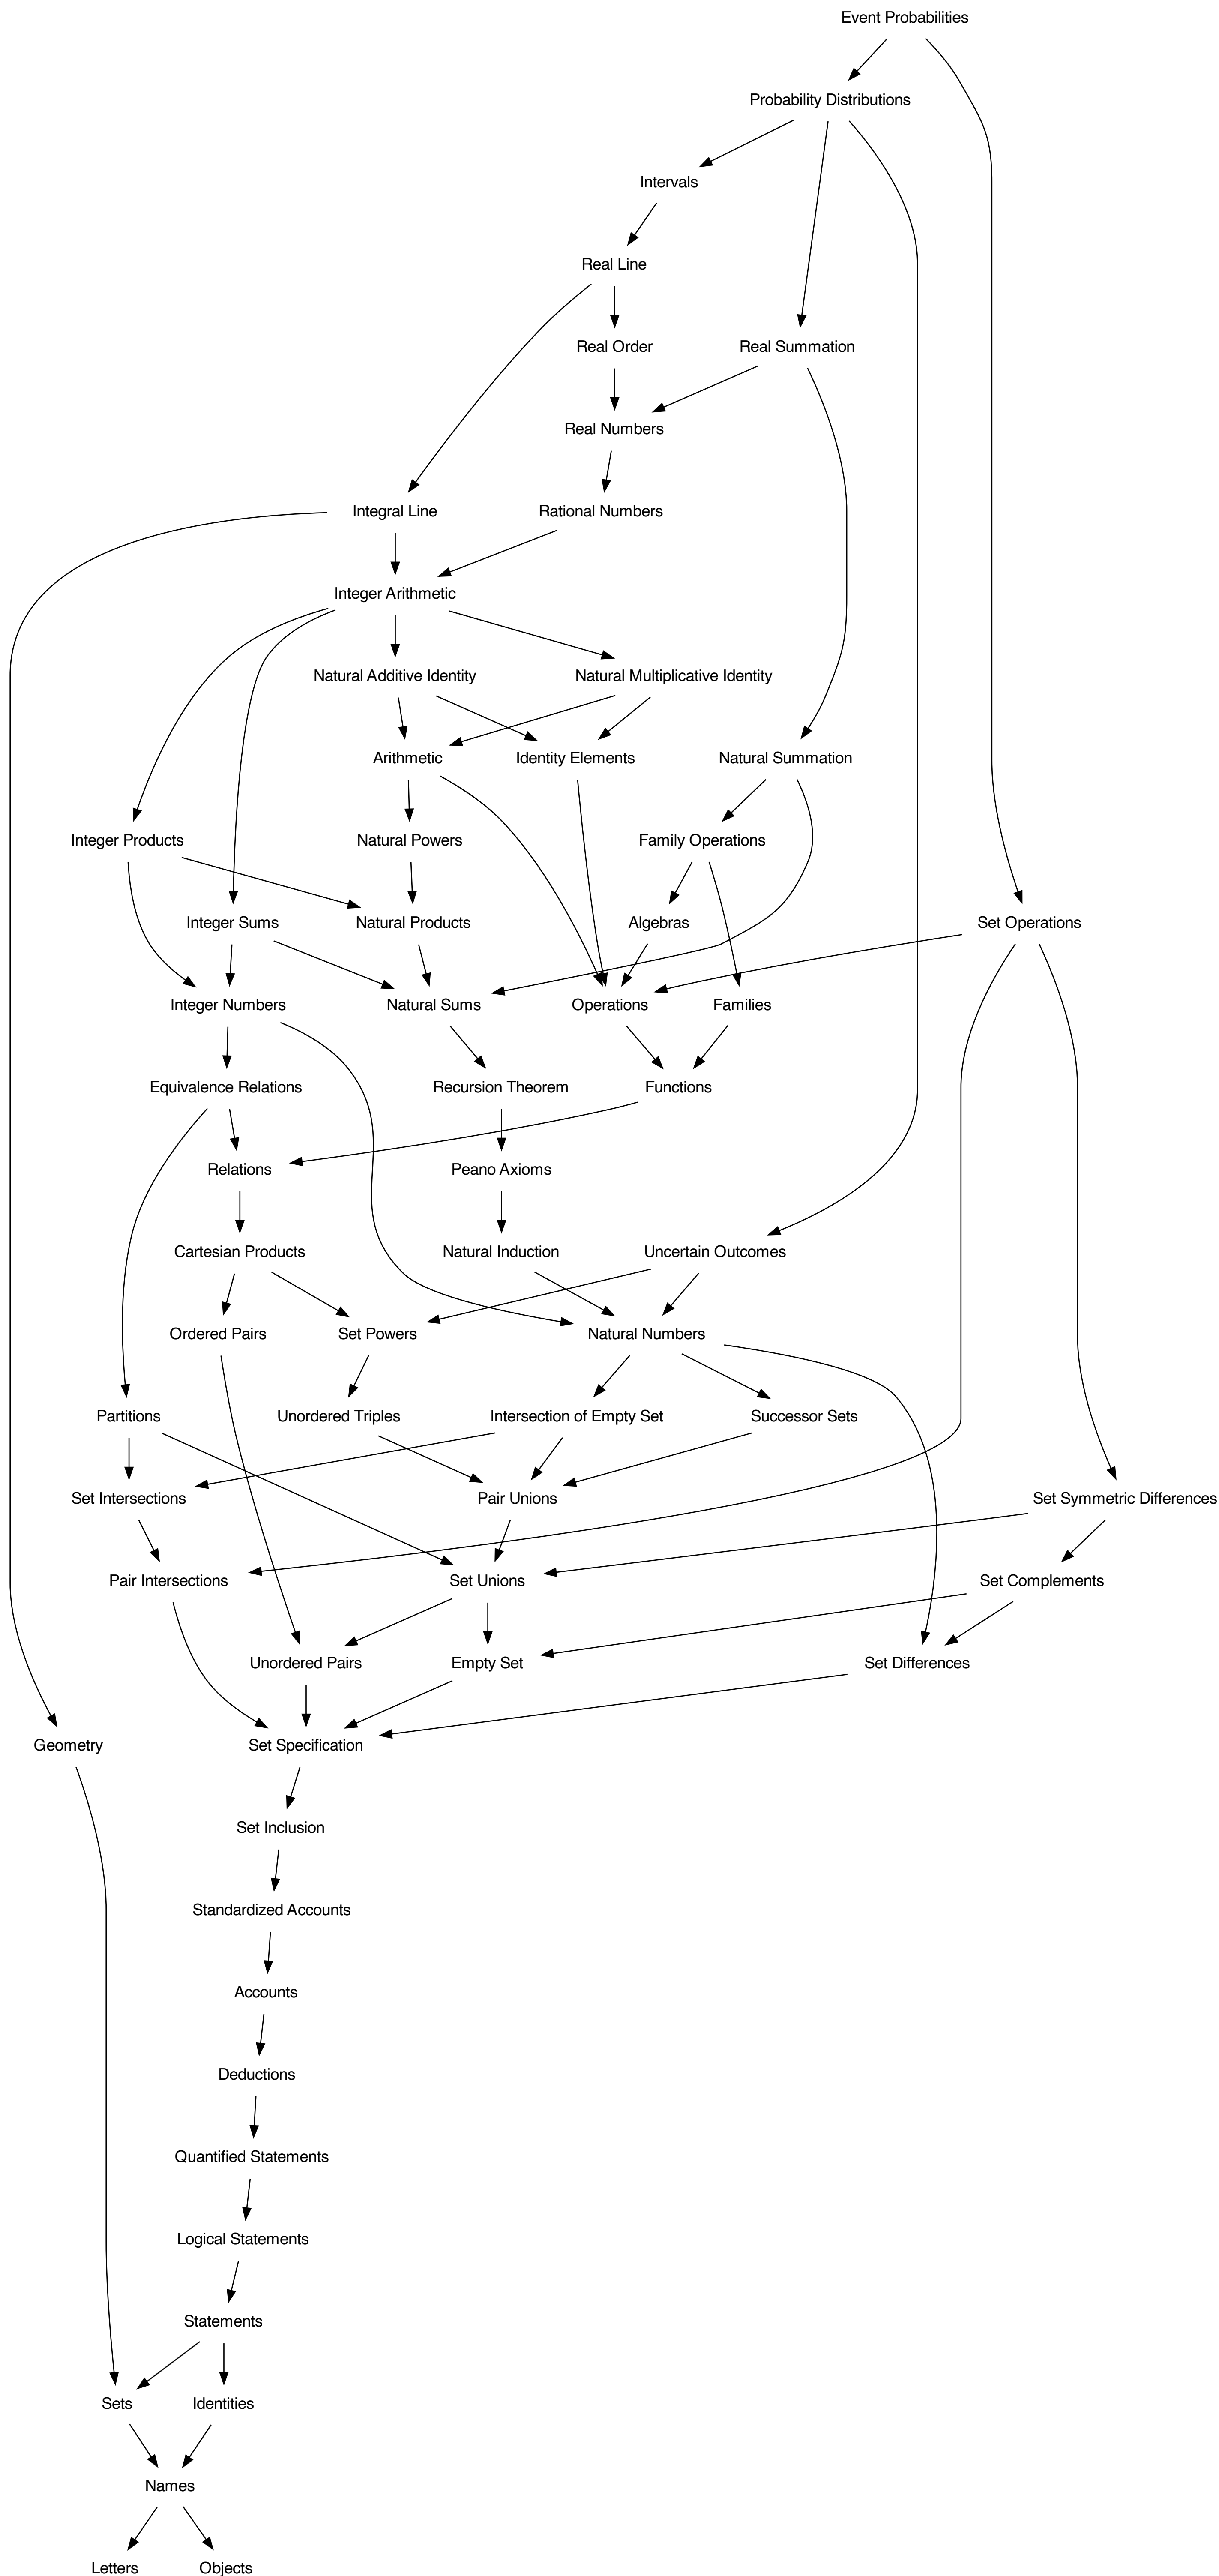 Event Probabilities
Probability Distributions
Intervals
Real Line
Real Order
Real Summation
Real Numbers
Integral Line
Rational Numbers
Integer Arithmetic
Natural Additive Identity
Natural Multiplicative Identity
Arithmetic
Identity Elements
Natural Summation
Integer Products
Natural Powers
Family Operations
Integer Sums
Natural Products
Algebras
Set Operations
Integer Numbers
Natural Sums
Operations
Families
Equivalence Relations
Recursion Theorem
Functions
Relations
Peano Axioms
Cartesian Products
Natural Induction
Uncertain Outcomes
Ordered Pairs
Set Powers
Natural Numbers
Partitions
Unordered Triples
Intersection of Empty Set
Successor Sets
Set Intersections
Pair Unions
Set Symmetric Differences
Pair Intersections
Set Unions
Set Complements
Unordered Pairs
Empty Set
Set Differences
Geometry
Set Specification
Set Inclusion
Standardized Accounts
Accounts
Deductions
Quantified Statements
Logical Statements
Statements
Sets
Identities
Names
Letters
Objects